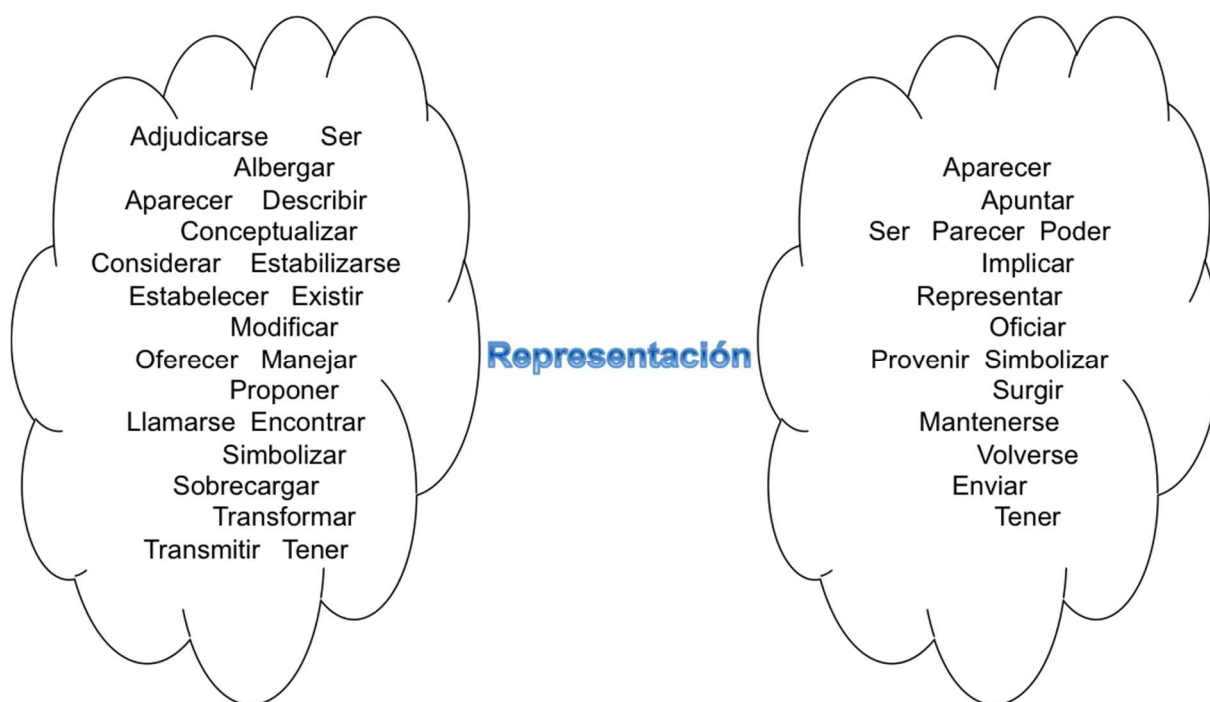 Adjudicarse Ser
Albergar
Aparecer Describir
Conceptualizar
Considerar Estabilizarse
Estabelecer Existir
Modificar
Oferecer Manejar
Proponer
Llamarse Encontrar
Simbolizar
Sobrecargar
Transformar
Transmitir Tener
Representación
Aparecer
Apuntar
Ser Parecer Poder
Implicar
Representar
Oficiar
Provenir Simbolizar
Surgir
Mantenerse
Volverse
Enviar
Tener